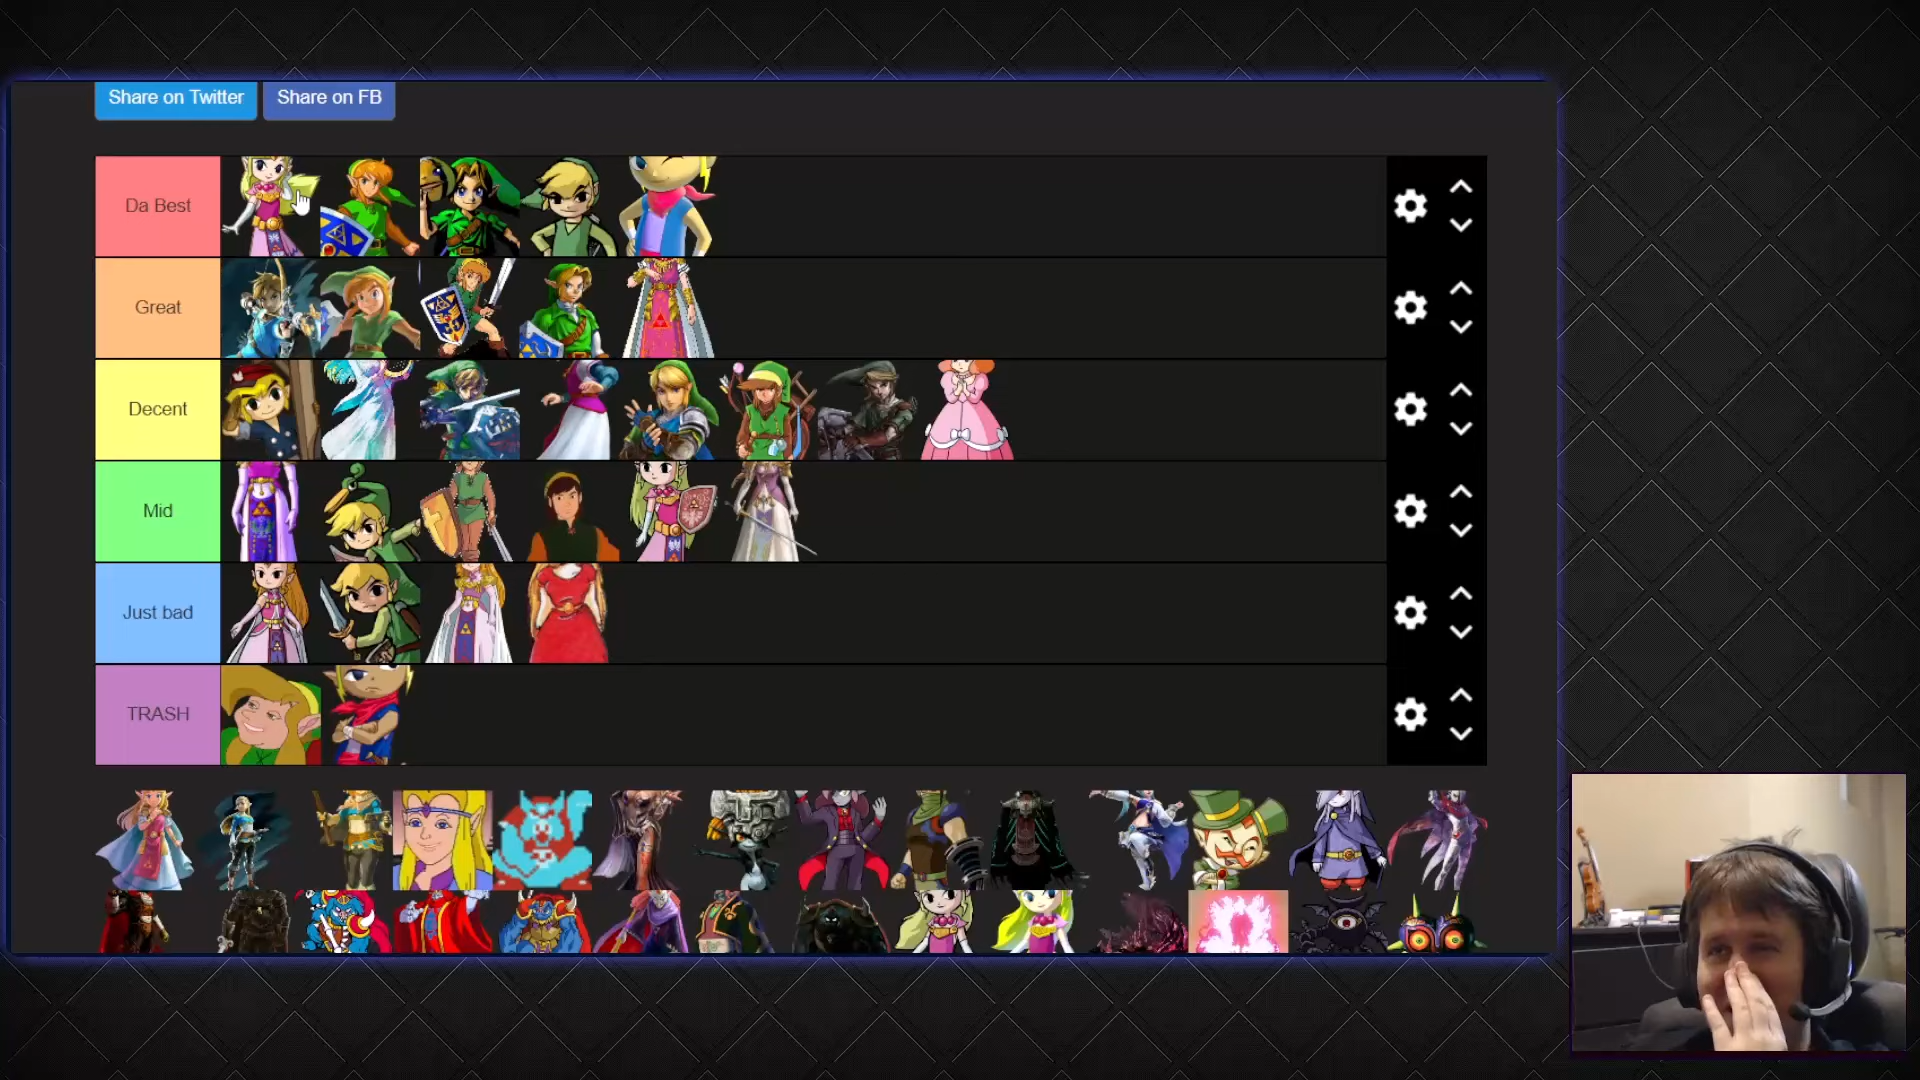 Share on Twitter Share on FB
Da Best
Great
Decent
Mid
Just bad
TRASH